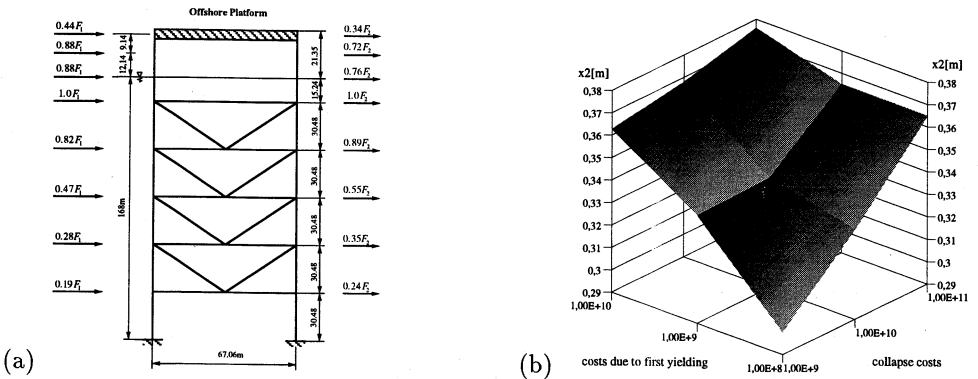 Offshore Platform
0.44F₁
0.88F₁
0.88F₁
1.0F₁
0.82F₁
0.47F₁
0.28F₁
0.19F₁
9.14
12.14
168m
67.06m
21.35
15.24
30.48
30.48
30.48
30.48
30.48
0.34F₂
0.72F₂
0.76F₂
1.0F₂
0.89F₂
0.55F₂
0.35F₂
0.24F₂
(a)
x2[m]
0,38
0,37
0,36
0,35
0,34
0,33
0,32
0,31
0,3
0,29
1,00E+10
1,00E+9
1,00E+8
costs due to first yielding
x2[m]
0,38
0,37
0,36
0,35
0,34
0,33
0,32
0,31
0,3
0,29
1,00E+11
1,00E+10
1,00E+9
collapse costs
(b)